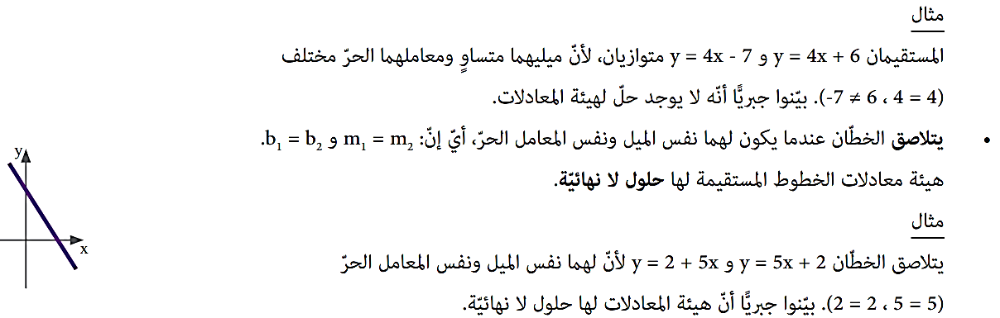 مثال
المستقيمان y = 4x + 6 و y = 4x - 7 متوازيان، لأنّ ميليهما متساوٍ ومعاملهما الحرّ مختلف
(4 = 4 ، 6 ≠ 7-). بيّنوا جبريًّا أنّه لا يوجد حلّ لهيئة المعادلات.
• يتلاصق الخطّان عندما يكون لهما نفس الميل ونفس المعامل الحرّ، أيّ إنّ: m₁ = m₂ و b₁ = b₂.
هيئة معادلات الخطوط المستقيمة لها حلول لا نهائيّة.
مثال
يتلاصق الخطّان y = 5x + 2 و y = 2 + 5x لأنّ لهما نفس الميل ونفس المعامل الحرّ
(5 = 5 ، 2 = 2). بيّنوا جبريًّا أنّ هيئة المعادلات لها حلول لا نهائيّة.
y
x